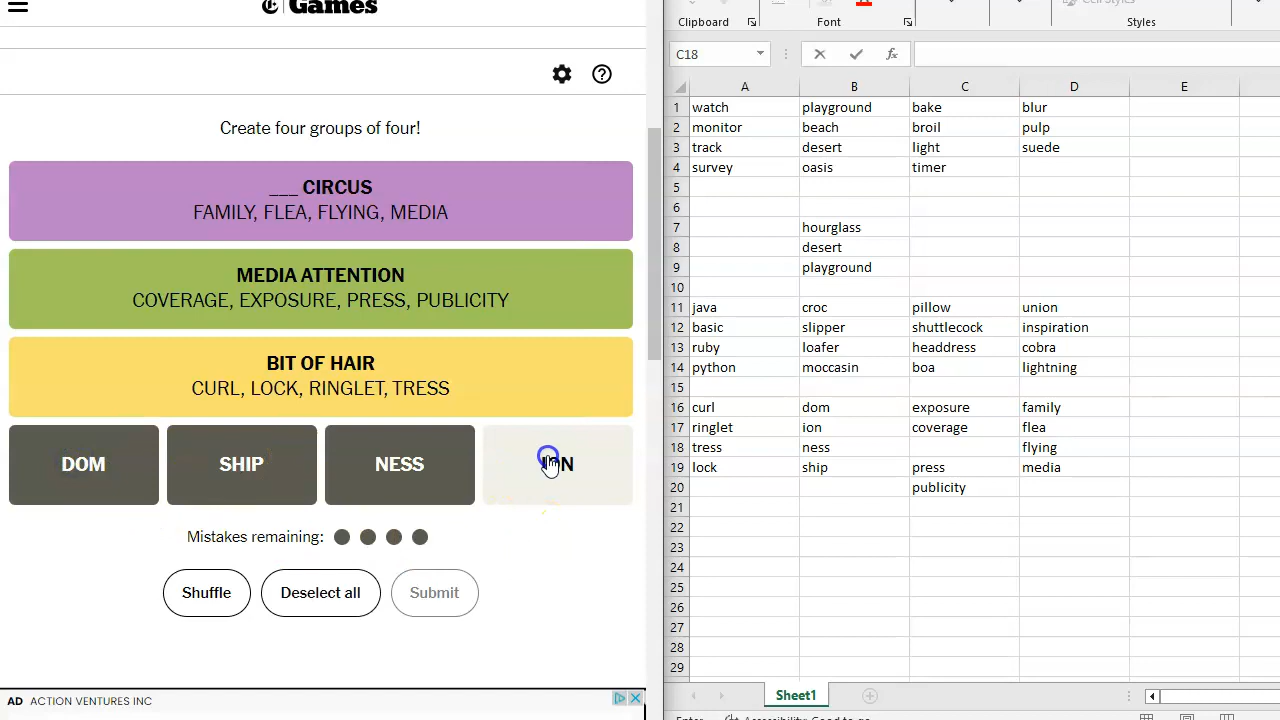 Games
Create four groups of four!
___ CIRCUS
FAMILY, FLEA, FLYING, MEDIA
MEDIA ATTENTION
COVERAGE, EXPOSURE, PRESS, PUBLICITY
BIT OF HAIR
CURL, LOCK, RINGLET, TRESS
DOM SHIP NESS ION
Mistakes remaining:
Shuffle Deselect all Submit
AD ACTION VENTURES INC
Clipboard Font Styles
C18 fx
A B C D E
1 watch playground bake blur
2 monitor beach broil pulp
3 track desert light suede
4 survey oasis timer
5
6
7 hourglass
8 desert
9 playground
10
11 java croc pillow union
12 basic slipper shuttlecock inspiration
13 ruby loafer headdress cobra
14 python moccasin boa lightning
15
16 curl dom exposure family
17 ringlet ion coverage flea
18 tress ness flying
19 lock ship press media
20 publicity
21
22
23
24
25
26
27
28
29
Sheet1